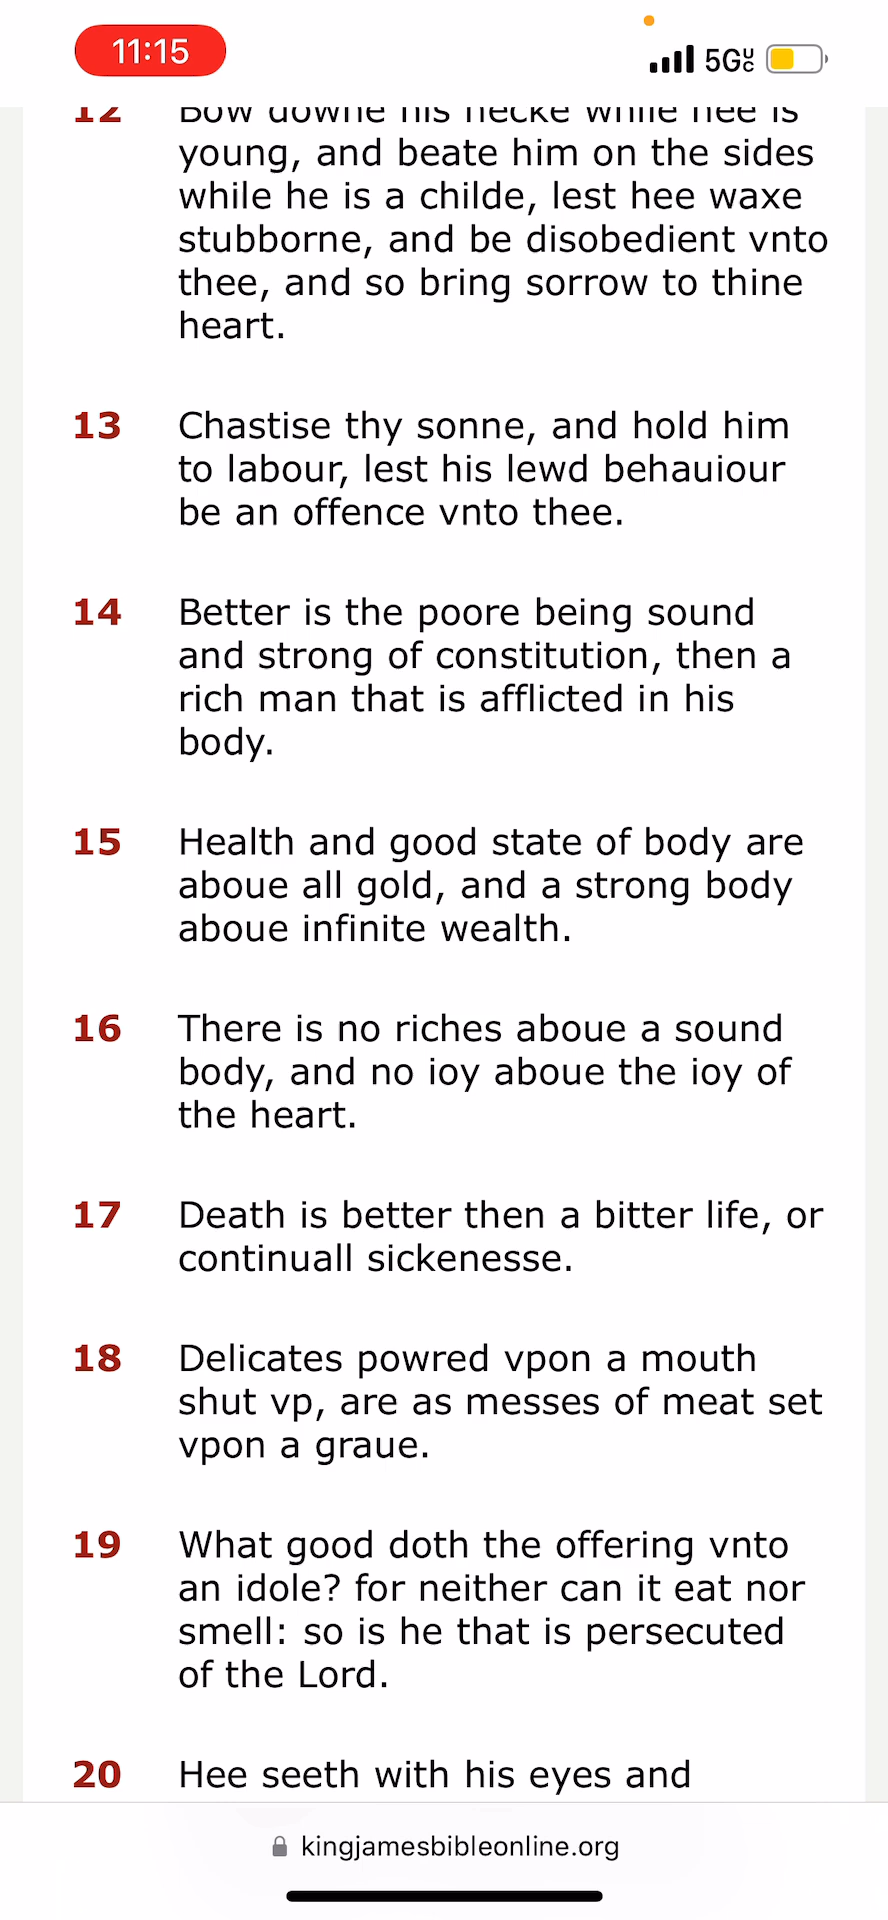 11:15
5G
12 Bow downe his necke while hee is
young, and beate him on the sides
while he is a childe, lest hee waxe
stubborne, and be disobedient vnto
thee, and so bring sorrow to thine
heart.
13 Chastise thy sonne, and hold him
to labour, lest his lewd behauiour
be an offence vnto thee.
14 Better is the poore being sound
and strong of constitution, then a
rich man that is afflicted in his
body.
15 Health and good state of body are
aboue all gold, and a strong body
aboue infinite wealth.
16 There is no riches aboue a sound
body, and no ioy aboue the ioy of
the heart.
17 Death is better then a bitter life, or
continuall sickenesse.
18 Delicates powred vpon a mouth
shut vp, are as messes of meat set
vpon a graue.
19 What good doth the offering vnto
an idole? for neither can it eat nor
smell: so is he that is persecuted
of the Lord.
20 Hee seeth with his eyes and
kingjamesbibleonline.org